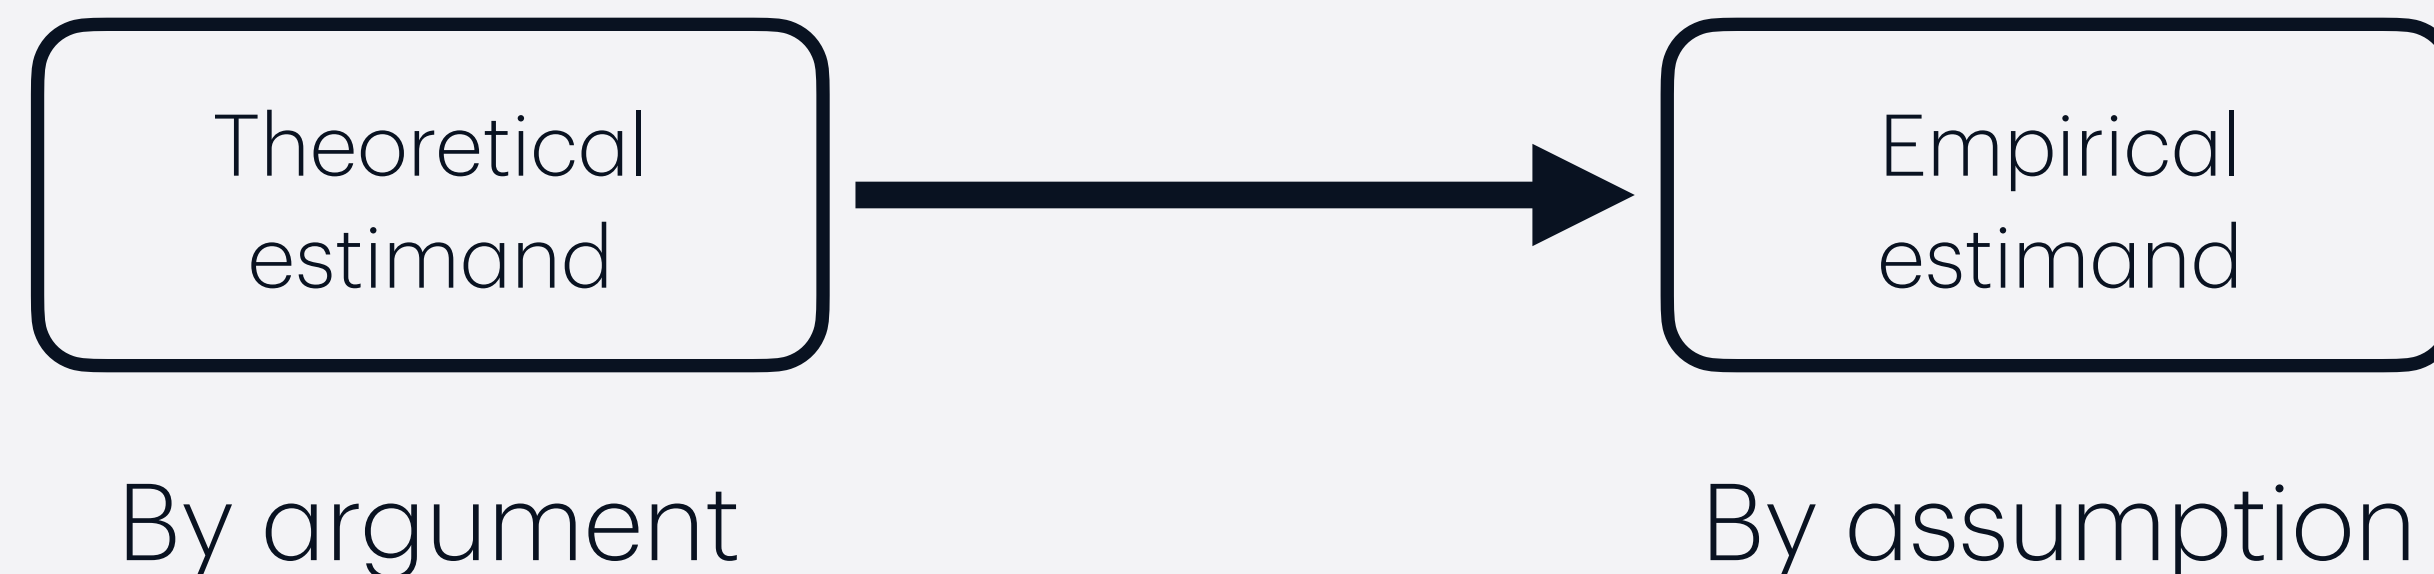 Theoretical
estimand
Empirical
estimand
By argument
By assumption